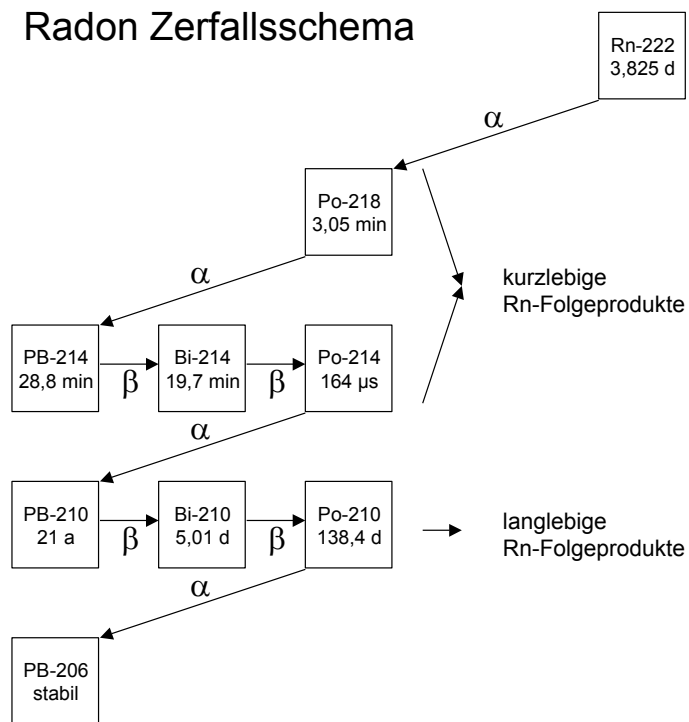 Radon Zerfallsschema
Rn-222
3,825 d
α
Po-218
3,05 min
α
kurzlebige
Rn-Folgeprodukte
PB-214
28,8 min
β
Bi-214
19,7 min
β
Po-214
164 µs
α
PB-210
21 a
β
Bi-210
5,01 d
β
Po-210
138,4 d
langlebige
Rn-Folgeprodukte
α
PB-206
stabil